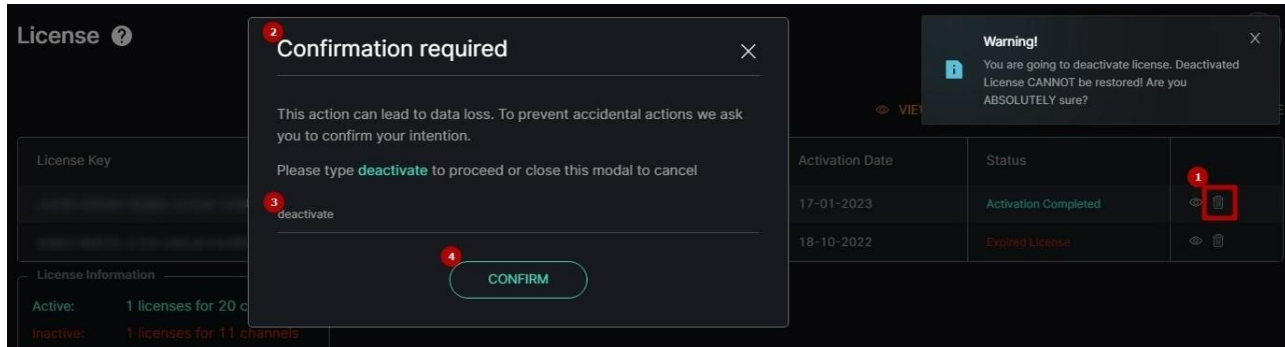 License ?
2
Confirmation required
This action can lead to data loss. To prevent accidental actions we ask
you to confirm your intention.
Please type deactivate to proceed or close this modal to cancel
3
deactivate
4
CONFIRM
Warning!
You are going to deactivate license. Deactivated
License CANNOT be restored! Are you
ABSOLUTELY sure?
License Key
Activation Date
Status
1
17-01-2023
Activation Completed
18-10-2022
Expired License
License Information
Active: 1 licenses for 20 c
Inactive: 1 licenses for 11 channels